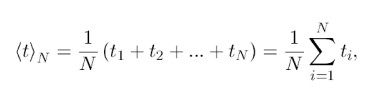 ⟨t⟩_N = \frac{1}{N} (t_1 + t_2 + ... + t_N) = \frac{1}{N} \sum_{i=1}^{N} t_i,